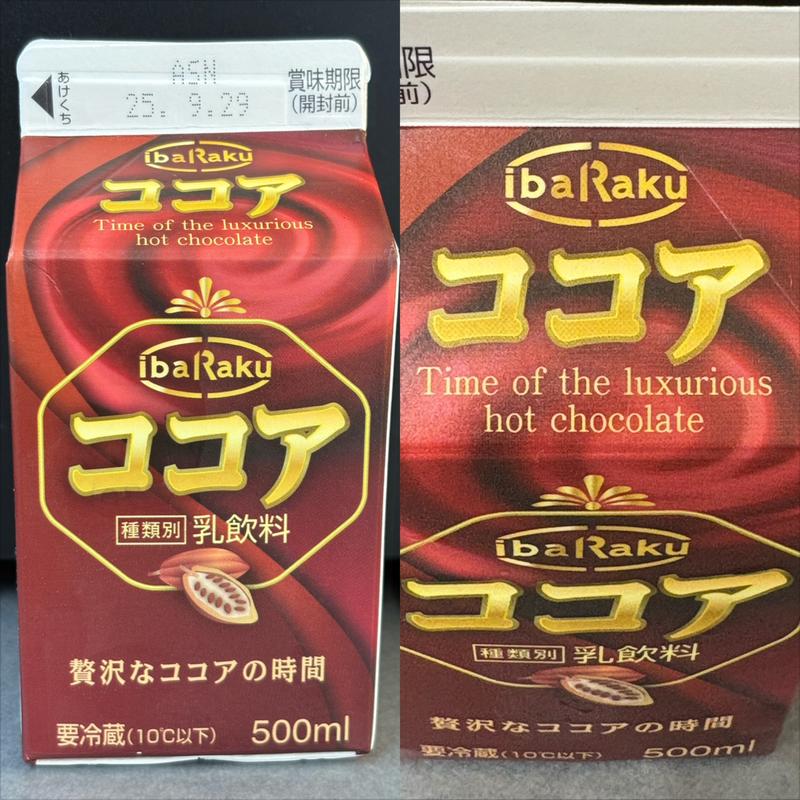 あけくち
ASN
25. 9.29
賞味期限
(開封前)
ibaRaku
ココア
Time of the luxurious
hot chocolate
ibaRaku
ココア
種類別 乳飲料
贅沢なココアの時間
要冷蔵(10℃以下) 500ml
限
前)
ibaRaku
ココア
Time of the luxurious
hot chocolate
ibaRaku
ココア
種類別 乳飲料
贅沢なココアの時間
要冷蔵(10℃以下) 500ml